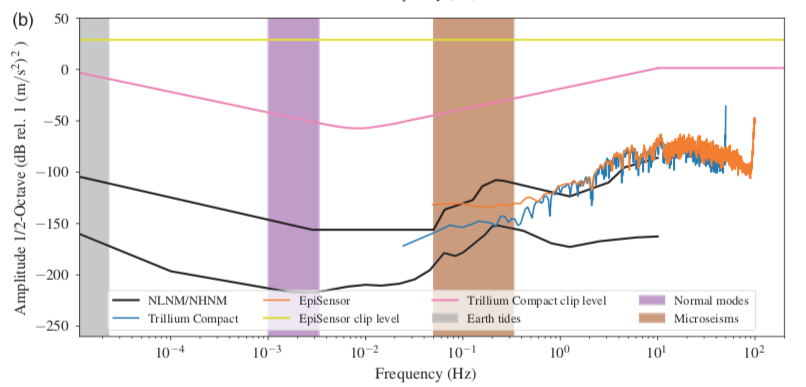 (b)
Amplitude 1/2-Octave (dB rel. 1 (m/s²)²)
50
0
−50
−100
−150
−200
−250
NLNM/NHNM
Trillium Compact
EpiSensor
EpiSensor clip level
Trillium Compact clip level
Earth tides
Normal modes
Microseisms
10⁻⁴
10⁻³
10⁻²
10⁻¹
10⁰
10¹
10²
Frequency (Hz)